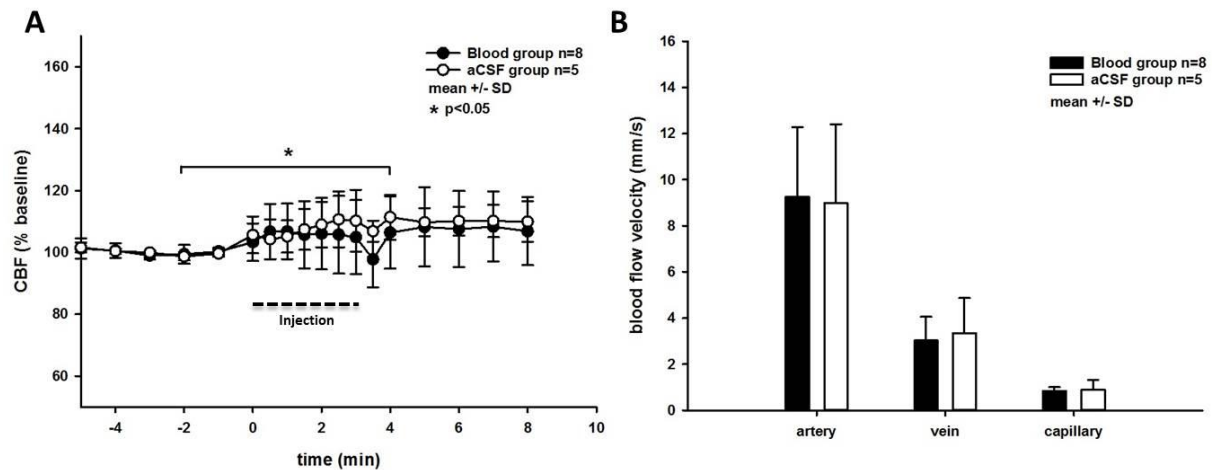 A
160
140
120
100
80
60
CBF (% baseline)
Blood group n=8
aCSF group n=5
mean +/- SD
* p<0.05
*
Injection
-4 -2 0 2 4 6 8 10
time (min)
B
16
14
12
10
8
6
4
2
0
blood flow velocity (mm/s)
Blood group n=8
aCSF group n=5
mean +/- SD
artery vein capillary